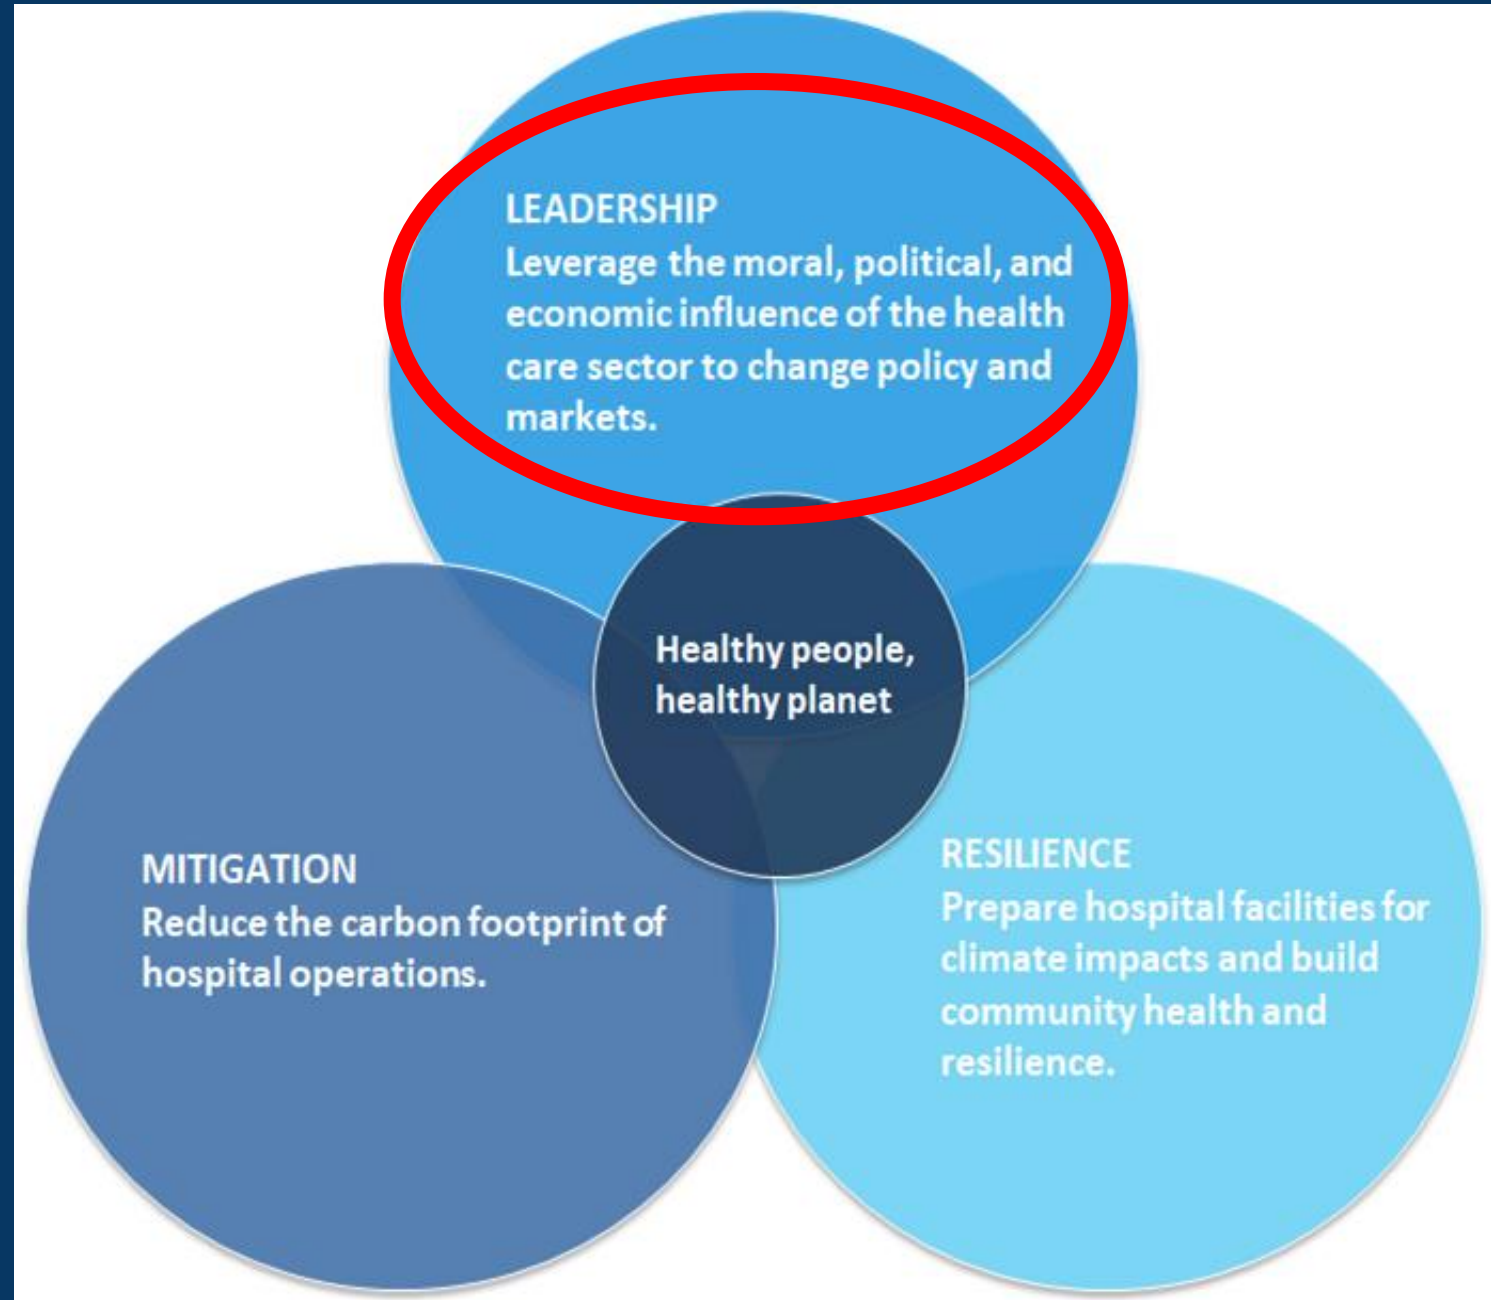 LEADERSHIP
Leverage the moral, political, and
economic influence of the health
care sector to change policy and
markets.
Healthy people,
healthy planet
MITIGATION
Reduce the carbon footprint of
hospital operations.
RESILIENCE
Prepare hospital facilities for
climate impacts and build
community health and
resilience.